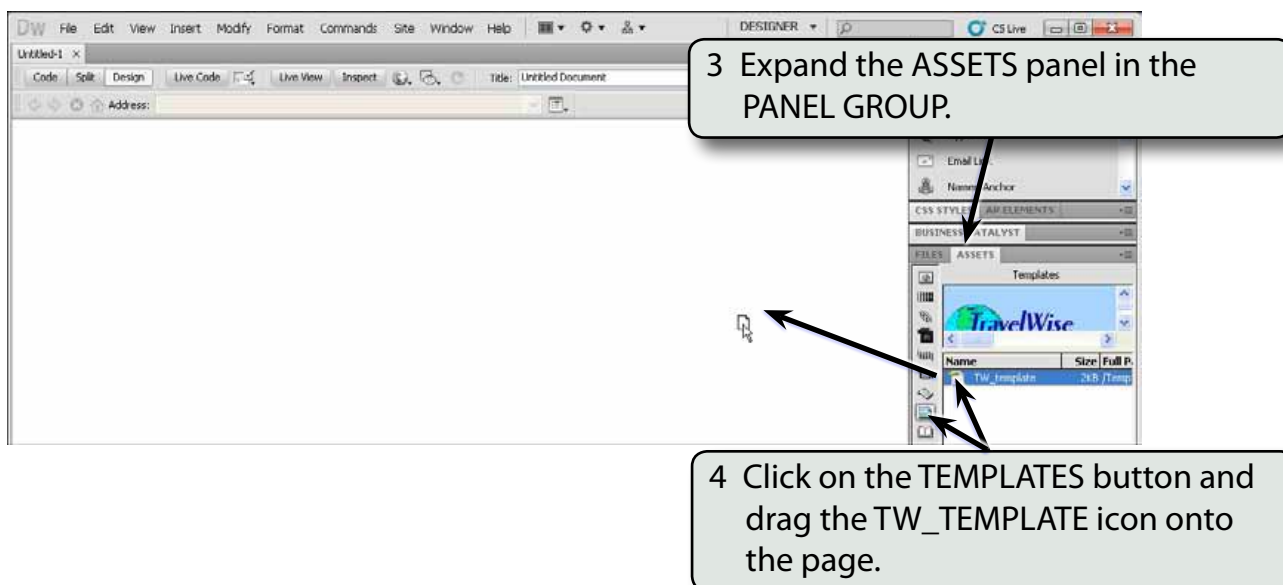 DW File Edit View Insert Modify Format Commands Site Window Help DESIGNER CS Live
Untitled-1 ×
Code Split Design Live Code Live View Inspect Title: Untitled Document
Address:
3 Expand the ASSETS panel in the
PANEL GROUP.
Email
Anchor
CSS STYLES AP ELEMENTS
BUSINESS CATALYST
FILES ASSETS
Templates
TravelWise
Name Size Full P
TW_template 2KB /Temp
4 Click on the TEMPLATES button and
drag the TW_TEMPLATE icon onto
the page.